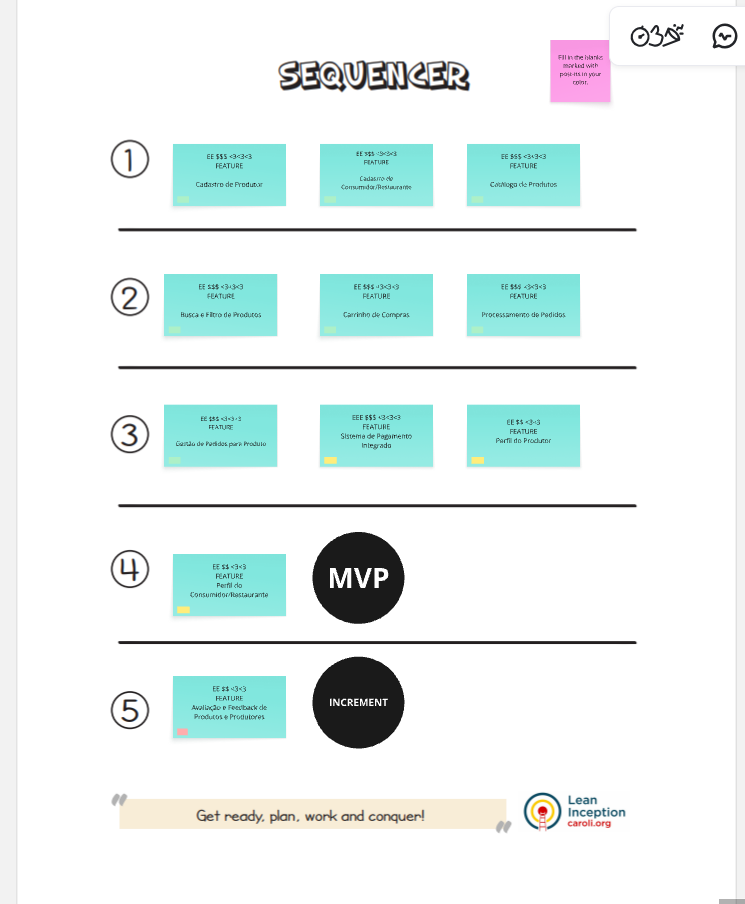 SEQUENCER
Fill in the blanks
marked with
post-its in your
color.
1
EE $$$ <3<3<3
FEATURE
Cadastro de Produtor
EE $$$ <3<3<3
FEATURE
Cadastro de
Consumidor/Restaurante
EE $$$ <3<3<3
FEATURE
Catálogo de Produtos
2
EE $$$ <3<3<3
FEATURE
Busca e Filtro de Produtos
EE $$$ <3<3<3
FEATURE
Carrinho de Compras
EE $$$ <3<3<3
FEATURE
Processamento de Pedidos
3
EE $$$ <3<3<3
FEATURE
Gestão de Pedidos para Produto
EEE $$$ <3<3<3
FEATURE
Sistema de Pagamento
Integrado
EE $$ <3<3
FEATURE
Perfil do Produtor
4
EE $$ <3<3
FEATURE
Perfil do
Consumidor/Restaurante
MVP
5
EE $$ <3<3
FEATURE
Avaliação e Feedback de
Produtos e Produtores
INCREMENT
" Get ready, plan, work and conquer! "
Lean
Inception
caroli.org